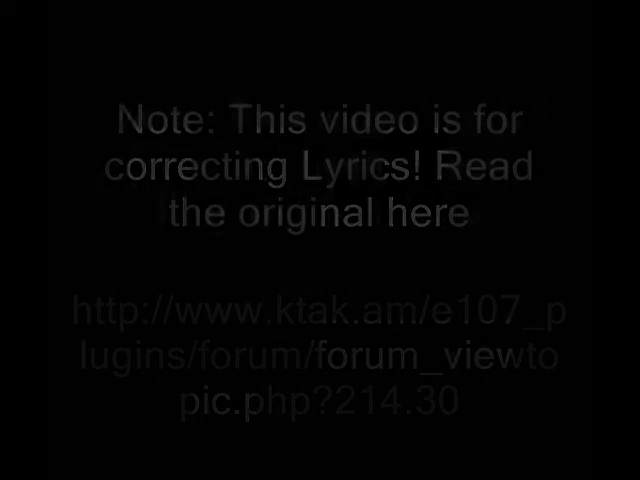 Note: This video is for
correcting Lyrics! Read
the original here
http://www.ktak.am/e107_p
lugins/forum/forum_viewto
pic.php?214.30